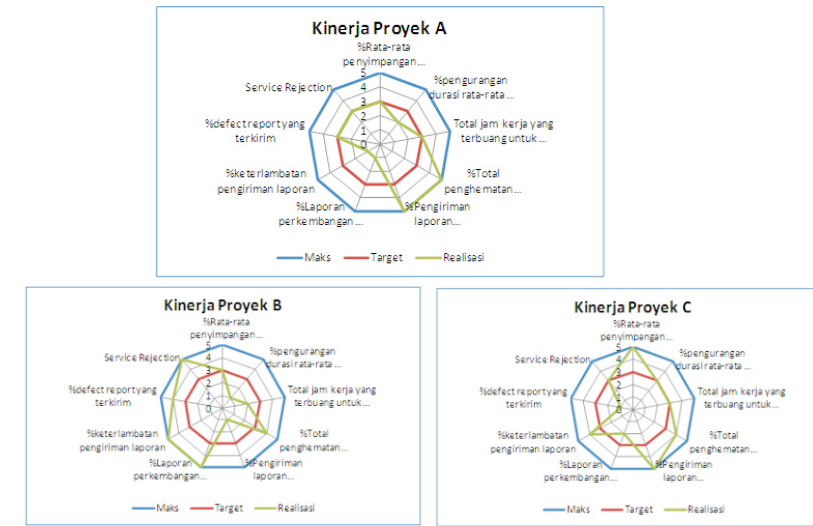 Kinerja Proyek A
%Rata-rata
penyimpangan...
%pengurangan
durasi rata-rata ...
Total jam kerja yang
terbuang untuk...
%Total
penghematan...
%Pengiriman
laporan...
%Laporan
perkembangan ...
%keterlambatan
pengiriman laporan
%defect report yang
terkirim
Service Rejection
5
4
3
2
1
0
Maks Target Realisasi
Kinerja Proyek B
%Rata-rata
penyimpangan...
%pengurangan
durasi rata-rata ...
Total jam kerja yang
terbuang untuk...
%Total
penghematan...
%Pengiriman
laporan...
%Laporan
perkembangan...
%keterlambatan
pengiriman laporan
%defect report yang
terkirim
Service Rejection
5
4
3
2
1
0
Maks Target Realisasi
Kinerja Proyek C
%Rata-rata
penyimpangan...
%pengurangan
durasi rata-rata ...
Total jam kerja yang
terbuang untuk...
%Total
penghematan...
%Pengiriman
laporan...
%Laporan
perkembangan...
%keterlambatan
pengiriman laporan
%defect report yang
terkirim
Service Rejection
5
4
3
2
1
0
Maks Target Realisasi